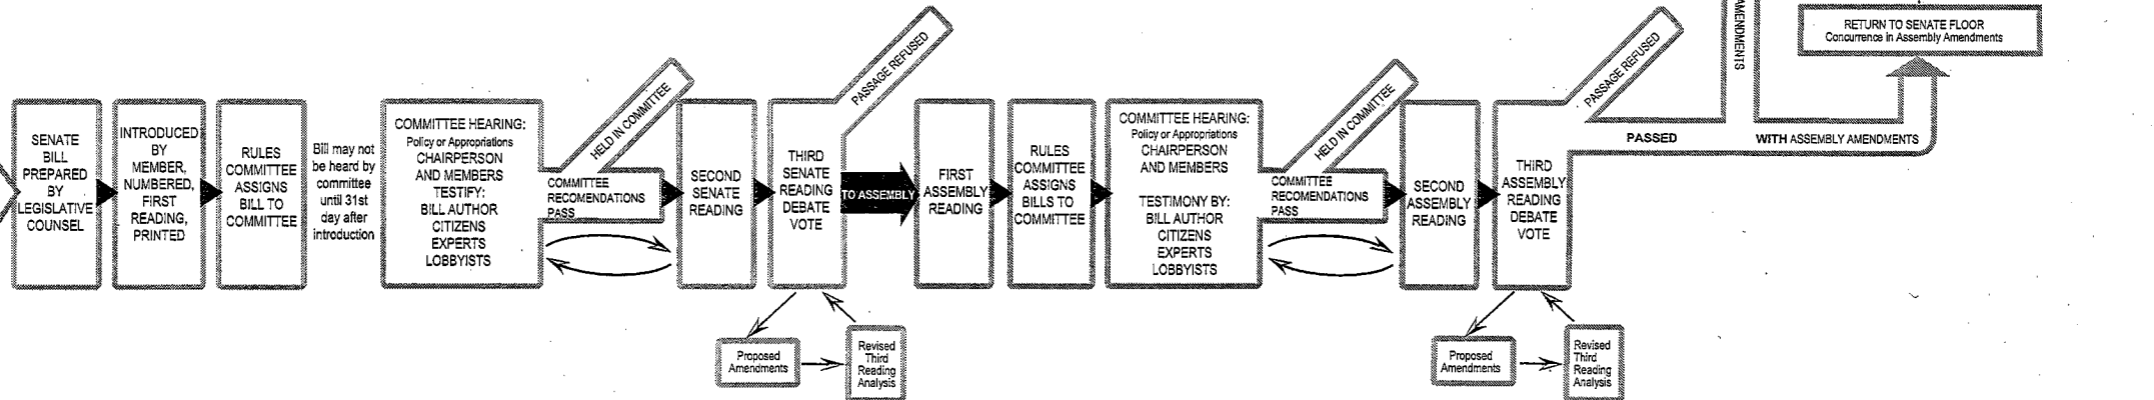 SENATE
BILL
PREPARED
BY
LEGISLATIVE
COUNSEL
INTRODUCED
BY
MEMBER,
NUMBERED,
FIRST
READING,
PRINTED
RULES
COMMITTEE
ASSIGNS
BILL TO
COMMITTEE
Bill may not
be heard by
committee
until 31st
day after
introduction
COMMITTEE HEARING:
Policy or Appropriations
CHAIRPERSON
AND MEMBERS
TESTIFY:
BILL AUTHOR
CITIZENS
EXPERTS
LOBBYISTS
HELD IN COMMITTEE
COMMITTEE
RECOMENDATIONS
PASS
SECOND
SENATE
READING
THIRD
SENATE
READING
DEBATE
VOTE
PASSAGE REFUSED
Proposed
Amendments
Revised
Third
Reading
Analysis
TO ASSEMBLY
FIRST
ASSEMBLY
READING
RULES
COMMITTEE
ASSIGNS
BILLS TO
COMMITTEE
COMMITTEE HEARING:
Policy or Appropriations
CHAIRPERSON
AND MEMBERS
TESTIMONY BY:
BILL AUTHOR
CITIZENS
EXPERTS
LOBBYISTS
HELD IN COMMITTEE
COMMITTEE
RECOMENDATIONS
PASS
SECOND
ASSEMBLY
READING
THIRD
ASSEMBLY
READING
DEBATE
VOTE
PASSAGE REFUSED
Proposed
Amendments
Revised
Third
Reading
Analysis
PASSED
WITH ASSEMBLY AMENDMENTS
AMENDMENTS
RETURN TO SENATE FLOOR
Concurrence in Assembly Amendments